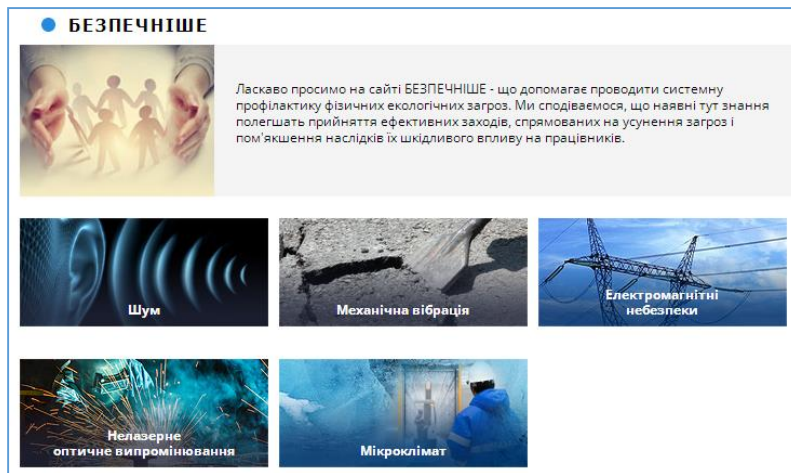 БЕЗПЕЧНІШЕ
Ласкаво просимо на сайті БЕЗПЕЧНІШЕ - що допомагає проводити системну
профілактику фізичних екологічних загроз. Ми сподіваємося, що наявні тут знання
полегшать прийняття ефективних заходів, спрямованих на усунення загроз і
пом'якшення наслідків їх шкідливого впливу на працівників.
Шум
Механічна вібрація
Електромагнітні
небезпеки
Нелазерне
оптичне випромінювання
Мікроклімат